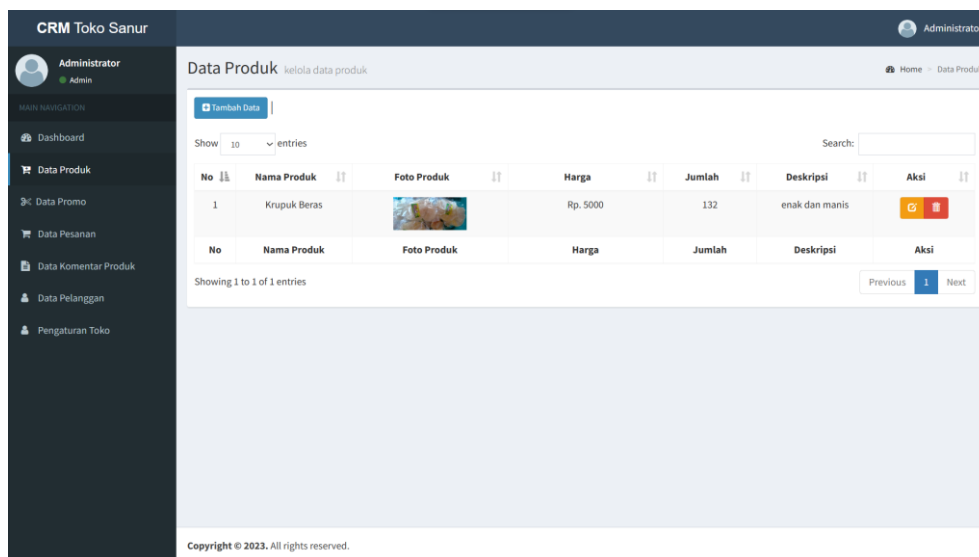 CRM Toko Sanur
Administrato
Administrator
Admin
MAIN NAVIGATION
Dashboard
Data Produk
Data Promo
Data Pesanan
Data Komentar Produk
Data Pelanggan
Pengaturan Toko
Data Produk kelola data produk
Home > Data Produk
Tambah Data
Show 10 entries
Search:
No Nama Produk Foto Produk Harga Jumlah Deskripsi Aksi
1 Krupuk Beras Rp. 5000 132 enak dan manis
No Nama Produk Foto Produk Harga Jumlah Deskripsi Aksi
Showing 1 to 1 of 1 entries
Previous 1 Next
Copyright © 2023. All rights reserved.